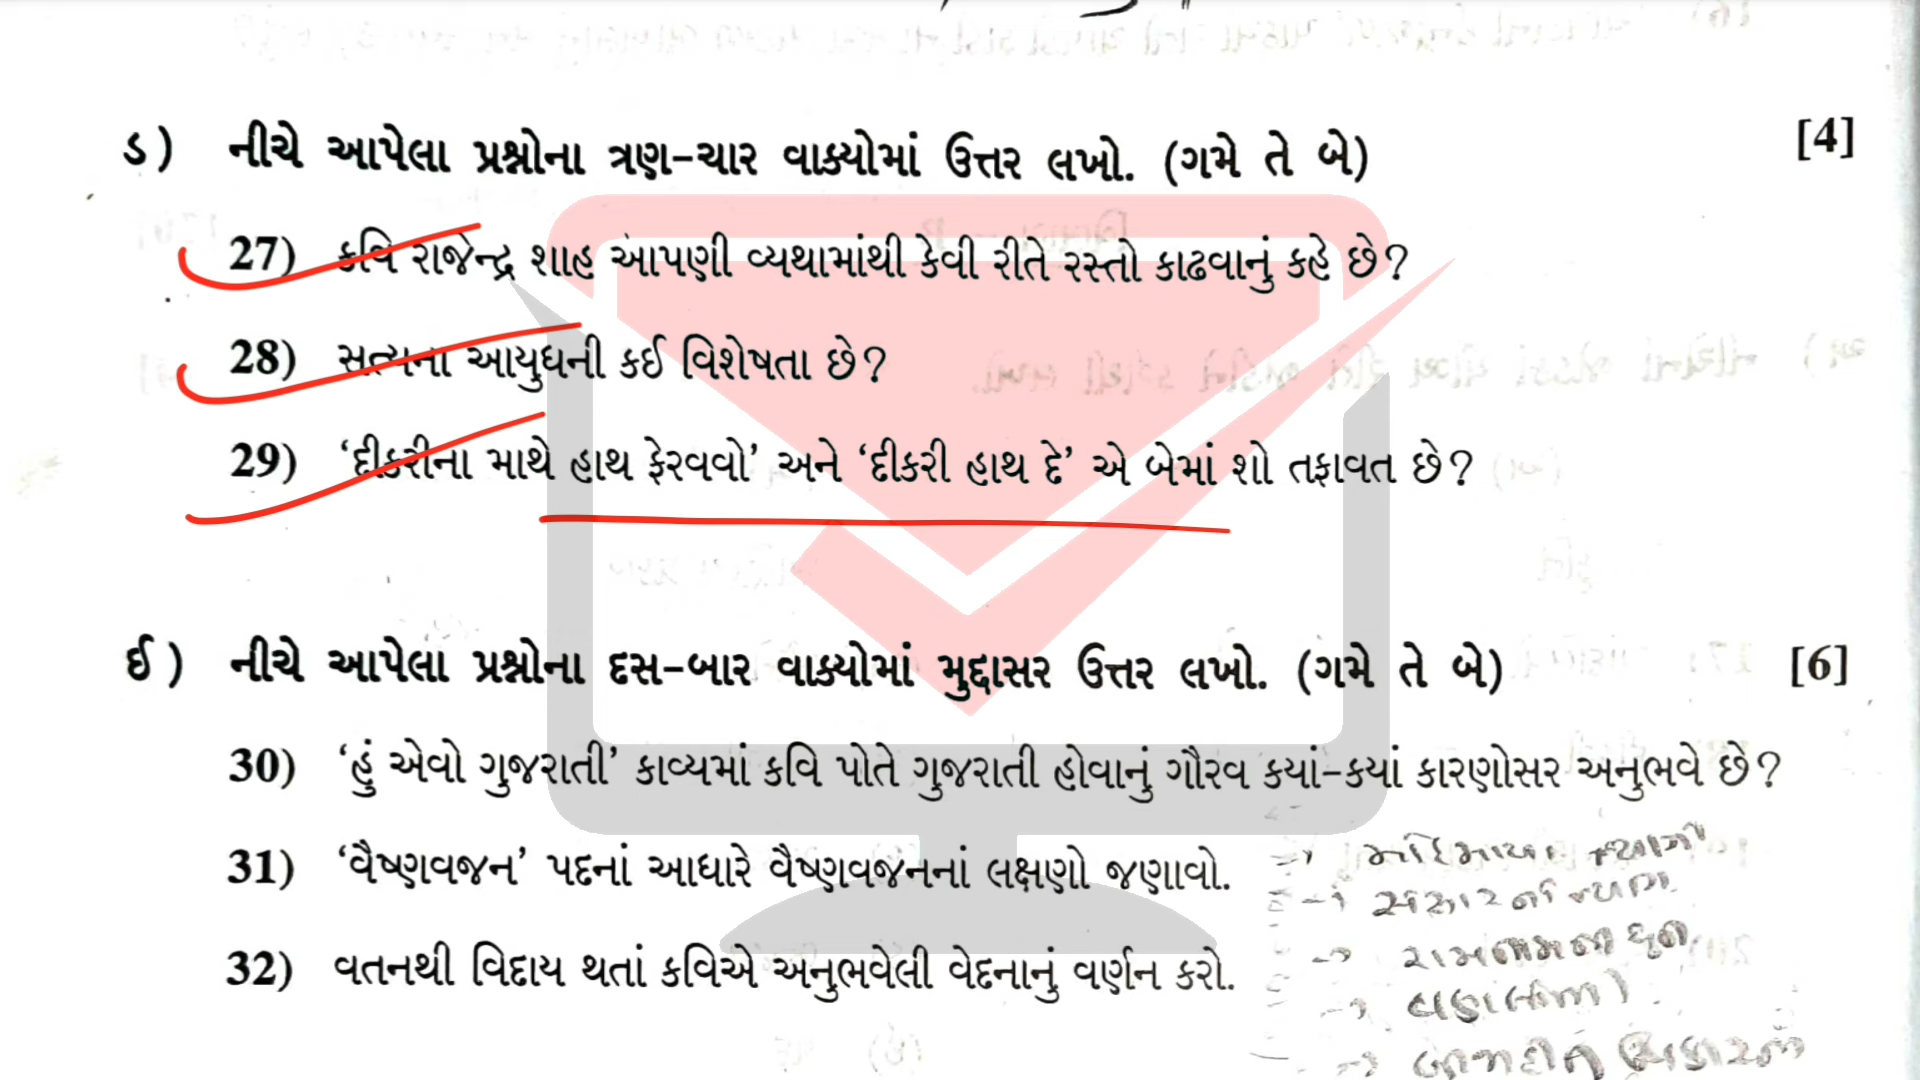 ડ) નીચે આપેલા પ્રશ્નોના ત્રણ-ચાર વાક્યોમાં ઉત્તર લખો. (ગમે તે બે) [4]
27) કવિ રાજેન્દ્ર શાહ આપણી વ્યથામાંથી કેવી રીતે રસ્તો કાઢવાનું કહે છે?
28) સત્યના આયુધની કઈ વિશેષતા છે?
29) ‘દીકરીના માથે હાથ ફેરવવો’ અને ‘દીકરી હાથ દે’ એ બેમાં શો તફાવત છે?
ઈ) નીચે આપેલા પ્રશ્નોના દસ-બાર વાક્યોમાં મુદ્દાસર ઉત્તર લખો. (ગમે તે બે) [6]
30) ‘હું એવો ગુજરાતી’ કાવ્યમાં કવિ પોતે ગુજરાતી હોવાનું ગૌરવ કયાં-કયાં કારણોસર અનુભવે છે?
31) ‘વૈષ્ણવજન’ પદનાં આધારે વૈષ્ણવજનનાં લક્ષણો જણાવો.
32) વતનથી વિદાય થતાં કવિએ અનુભવેલી વેદનાનું વર્ણન કરો.